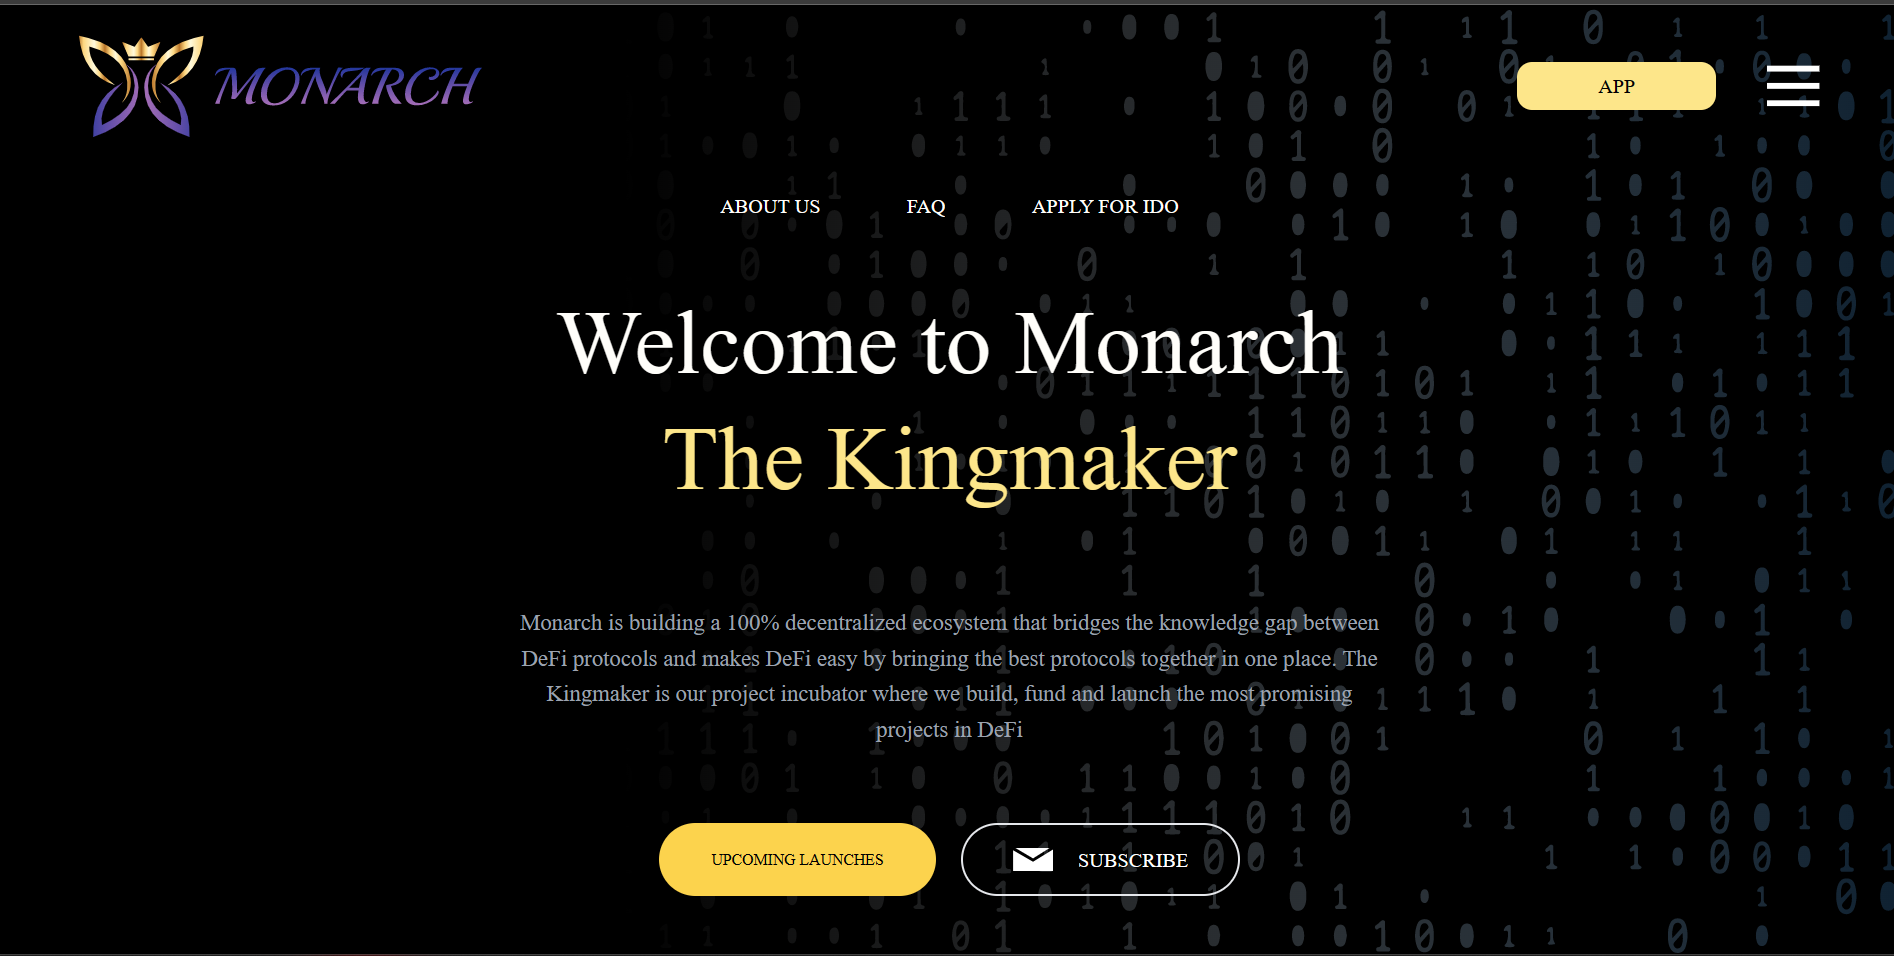 MONARCH
APP
ABOUT US
FAQ
APPLY FOR IDO
Welcome to Monarch
The Kingmaker
Monarch is building a 100% decentralized ecosystem that bridges the knowledge gap between
DeFi protocols and makes DeFi easy by bringing the best protocols together in one place. The
Kingmaker is our project incubator where we build, fund and launch the most promising
projects in DeFi
UPCOMING LAUNCHES
SUBSCRIBE